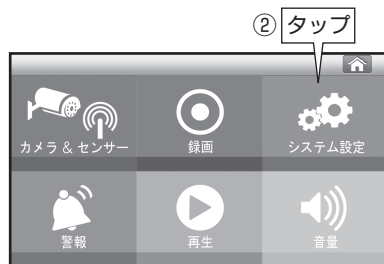 ② タップ
カメラ & センサー
録画
システム設定
警報
再生
音量